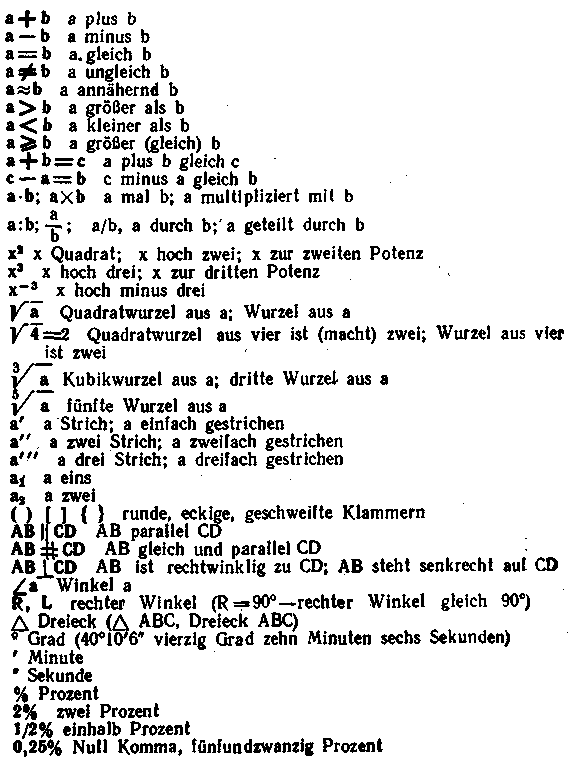 a + b a plus b
a — b a minus b
a = b a. gleich b
a ≠ b a ungleich b
a≈b a annähernd b
a > b a größer als b
a < b a kleiner als b
a ⩾ b a größer (gleich) b
a + b = c a plus b gleich c
c — a = b c minus a gleich b
a·b; a×b a mal b; a multipliziert mit b
a:b; a/b; a/b, a durch b; a geteilt durch b
x² x Quadrat; x hoch zwei; x zur zweiten Potenz
x³ x hoch drei; x zur dritten Potenz
x⁻³ x hoch minus drei
√a Quadratwurzel aus a; Wurzel aus a
√4=2 Quadratwurzel aus vier ist (macht) zwei; Wurzel aus vier
ist zwei
³√a Kubikwurzel aus a; dritte Wurzel aus a
⁵√a fünfte Wurzel aus a
a′ a Strich; a einfach gestrichen
a′′ a zwei Strich; a zweifach gestrichen
a′′′ a drei Strich; a dreifach gestrichen
a₁ a eins
a₂ a zwei
( ) [ ] { } runde, eckige, geschweifte Klammern
AB ∥ CD AB parallel CD
AB ⋕ CD AB gleich und parallel CD
AB ⊥ CD AB ist rechtwinklig zu CD; AB steht senkrecht auf CD
∠a Winkel a
R, L rechter Winkel (R = 90°—rechter Winkel gleich 90°)
△ Dreieck (△ ABC, Dreieck ABC)
° Grad (40°10′6″ vierzig Grad zehn Minuten sechs Sekunden)
′ Minute
″ Sekunde
% Prozent
2% zwei Prozent
1/2% einhalb Prozent
0,25% Null Komma, fünfundzwanzig Prozent